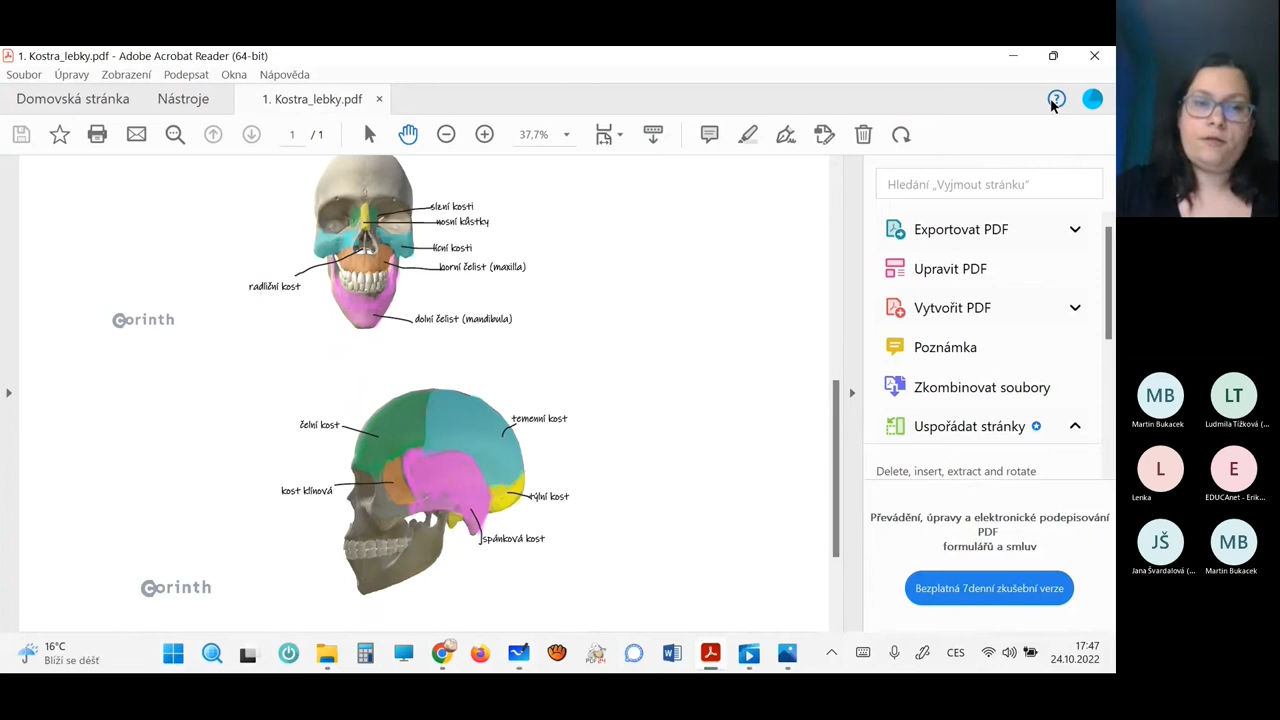 1. Kostra_lebky.pdf - Adobe Acrobat Reader (64-bit)
Soubor Úpravy Zobrazení Podepsat Okna Nápověda
Domovská stránka Nástroje 1. Kostra_lebky.pdf ×
1 / 1 37,7%
Hledání „Vyjmout stránku"
Exportovat PDF
Upravit PDF
Vytvořit PDF
Poznámka
Zkombinovat soubory
Uspořádat stránky
Delete, insert, extract and rotate
Převádění, úpravy a elektronické podepisování
PDF
formulářů a smluv
Bezplatná 7denní zkušební verze
slzní kosti
nosní kůstky
lícní kosti
horní čelist (maxilla)
radličná kost
dolní čelist (mandibula)
corinth
čelní kost
temenní kost
kost klínová
týlní kost
spánková kost
corinth
MB LT
Martin Bukacek Ludmila Tížková (...
L E
Lenka EDUCAnet - Erik...
JŠ MB
Jana Švardalová (... Martin Bukacek
16°C
Blíží se déšť
CES
17:47
24.10.2022